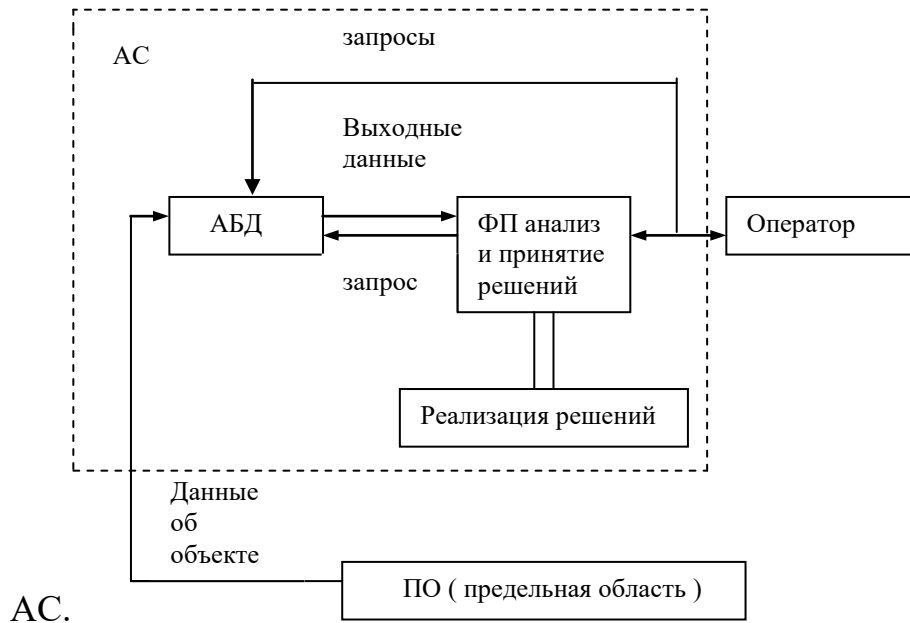 запросы
АС
Выходные
данные
АБД
ФП анализ
и принятие
решений
Оператор
запрос
Реализация решений
Данные
об
объекте
ПО ( предельная область )
АС.